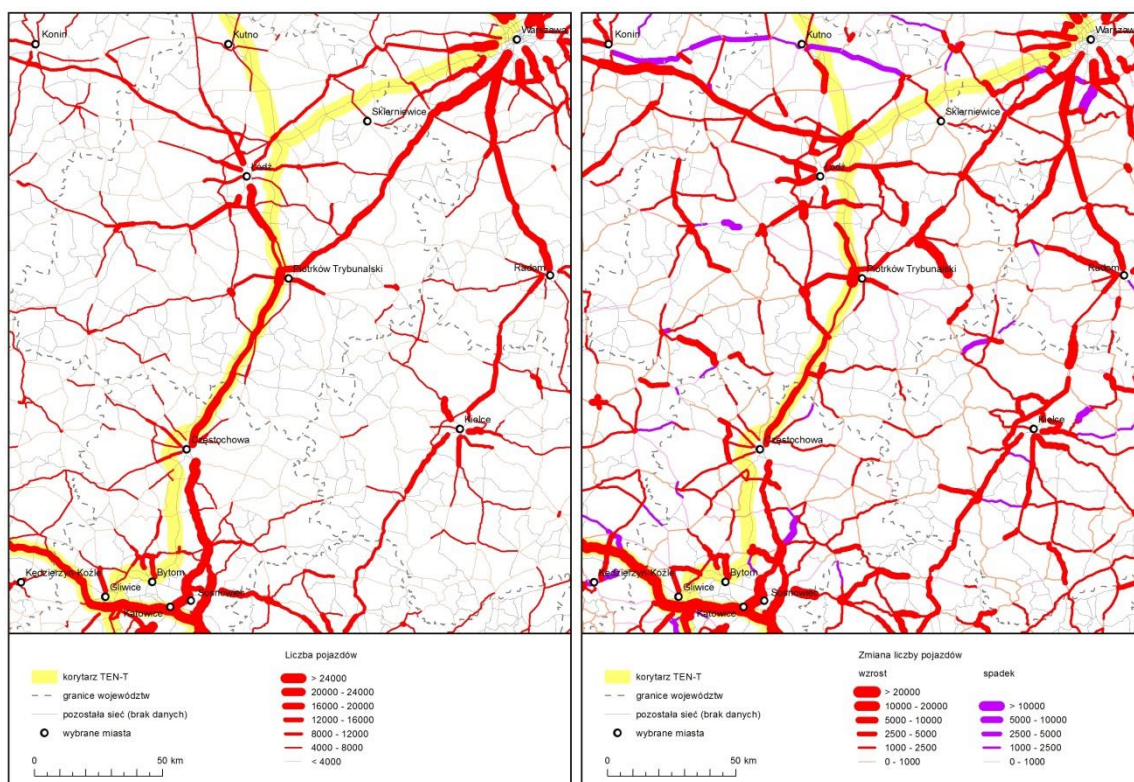 Konin
Kutno
Warszawa
Skierniewice
Łódź
Piotrków Trybunalski
Radom
Kielce
Częstochowa
Kędzierzyn-Koźle
Gliwice
Bytom
Katowice
Sosnowiec
korytarz TEN-T
granice województw
pozostała sieć (brak danych)
wybrane miasta
0 50 km
Liczba pojazdów
> 24000
20000 - 24000
16000 - 20000
12000 - 16000
8000 - 12000
4000 - 8000
< 4000
Konin
Kutno
Warszawa
Skierniewice
Łódź
Piotrków Trybunalski
Radom
Kielce
Częstochowa
Kędzierzyn-Koźle
Gliwice
Bytom
Katowice
Sosnowiec
korytarz TEN-T
granice województw
pozostała sieć (brak danych)
wybrane miasta
0 50 km
Zmiana liczby pojazdów
wzrost
> 20000
10000 - 20000
5000 - 10000
2500 - 5000
1000 - 2500
0 - 1000
spadek
> 10000
5000 - 10000
2500 - 5000
1000 - 2500
0 - 1000